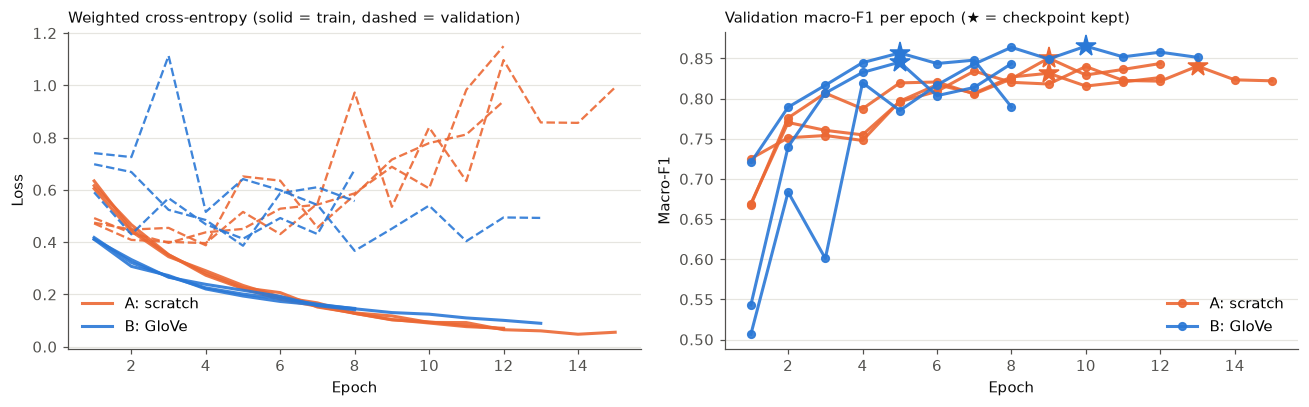 Weighted cross-entropy (solid = train, dashed = validation)
1.2
1.0
0.8
0.6
0.4
0.2
0.0
Loss
A: scratch
B: GloVe
2 4 6 8 10 12 14
Epoch
Validation macro-F1 per epoch (★ = checkpoint kept)
0.85
0.80
0.75
0.70
0.65
0.60
0.55
0.50
Macro-F1
A: scratch
B: GloVe
2 4 6 8 10 12 14
Epoch